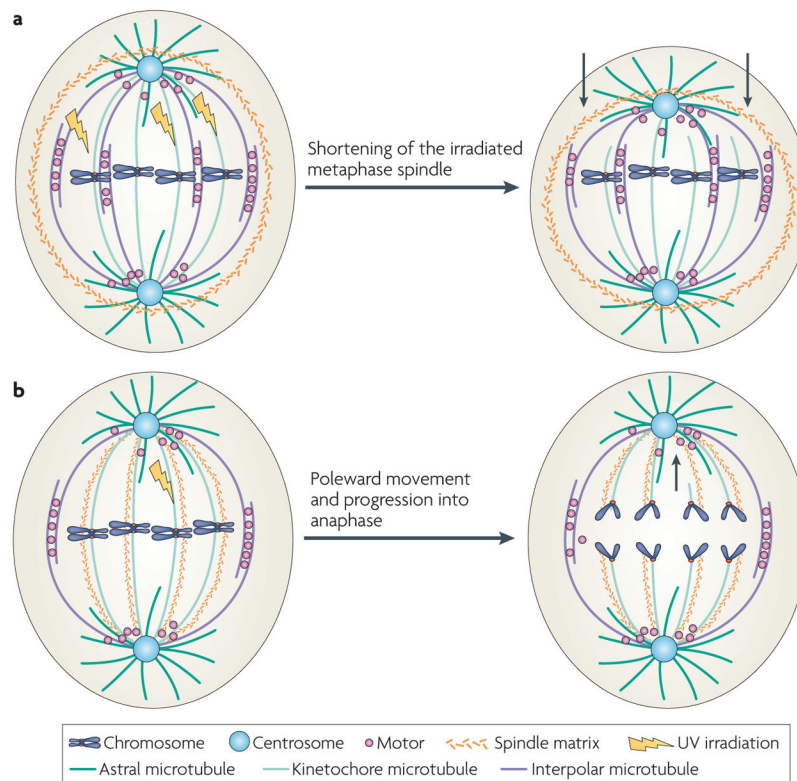 a
Shortening of the irradiated
metaphase spindle
b
Poleward movement
and progression into
anaphase
Chromosome Centrosome Motor Spindle matrix UV irradiation
Astral microtubule Kinetochore microtubule Interpolar microtubule